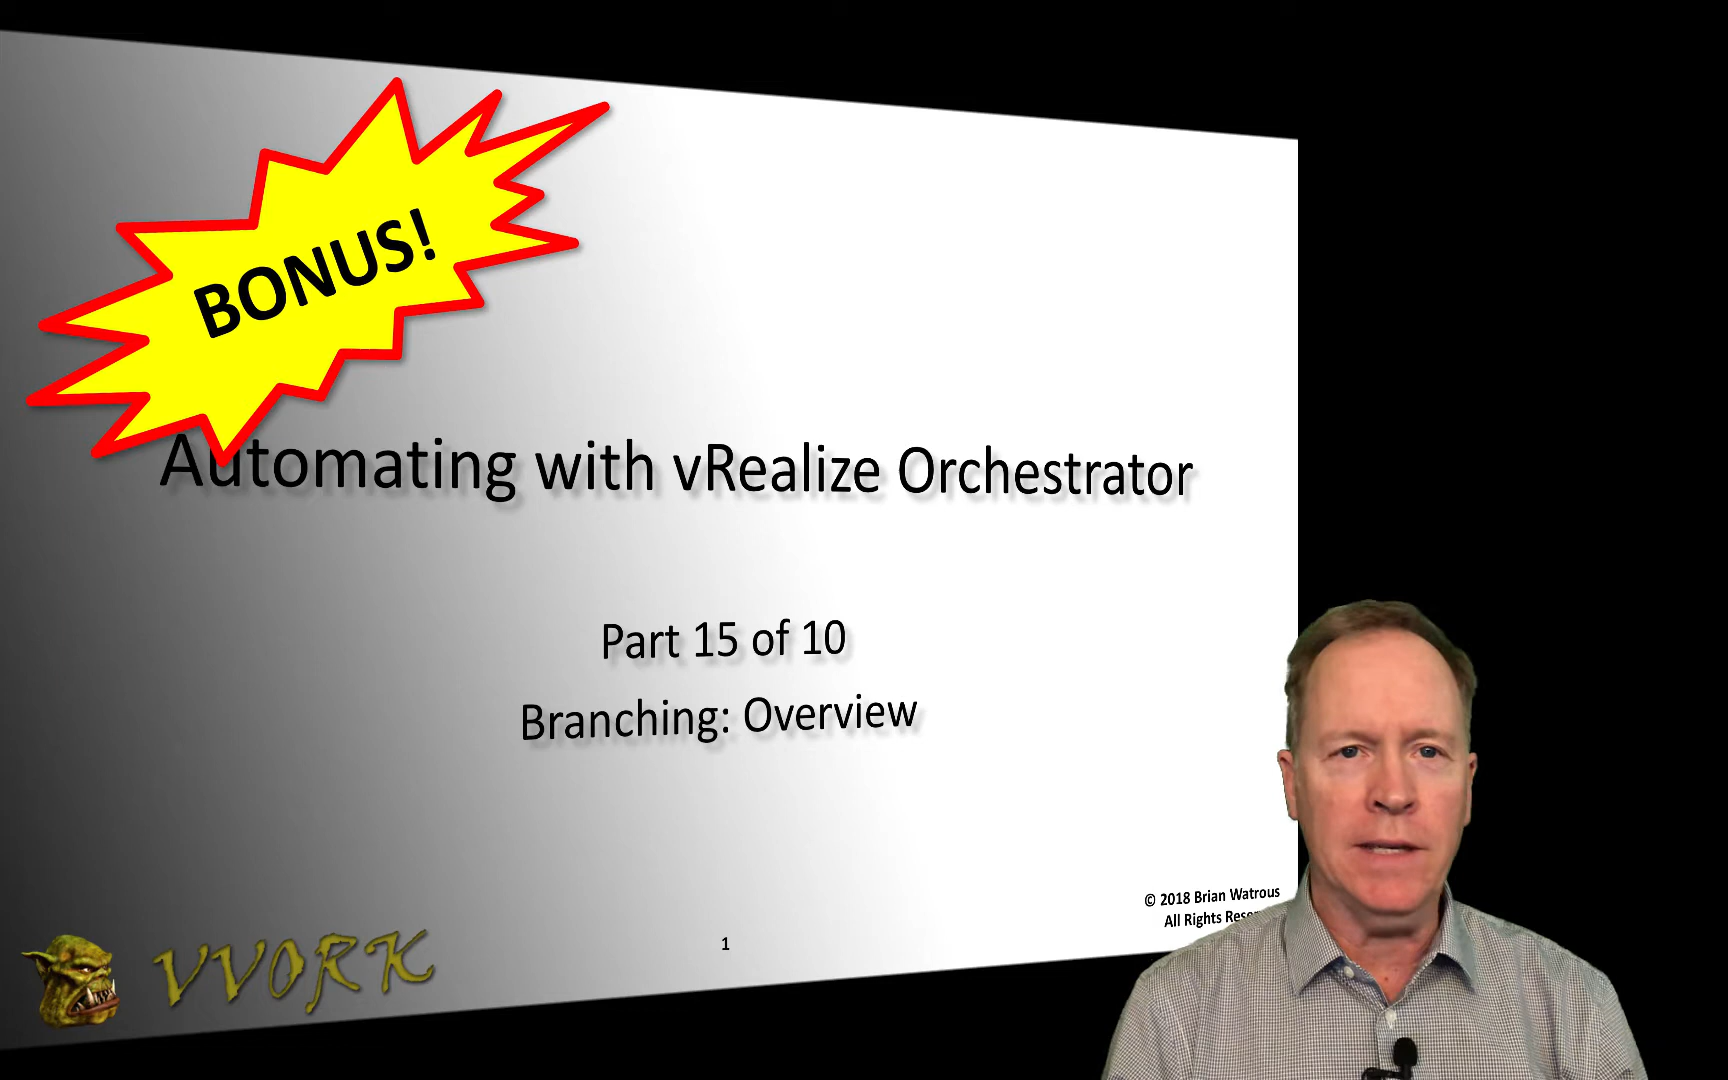 BONUS!
Automating with vRealize Orchestrator
Part 15 of 10
Branching: Overview
© 2018 Brian Watrous
All Rights
1
VVORK